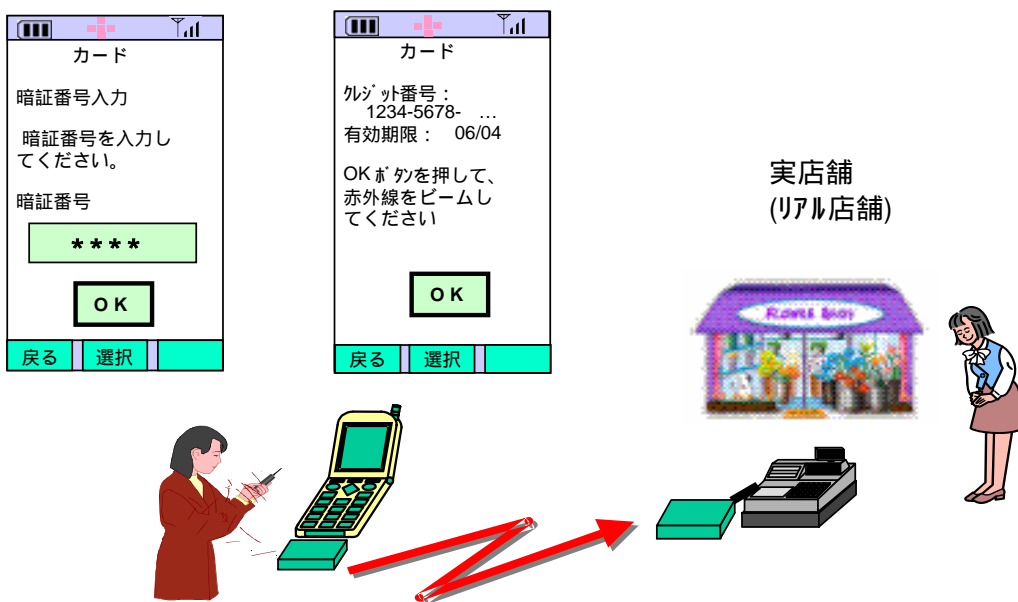 カード
暗証番号入力
暗証番号を入力し
てください。
暗証番号
****
OK
戻る 選択
カード
ｸﾚｼﾞｯﾄ番号：
1234-5678- …
有効期限： 06/04
OKﾎﾞﾀﾝを押して、
赤外線をビームし
てください
OK
戻る 選択
実店舗
(ﾘｱﾙ店舗)
FLOWER SHOP